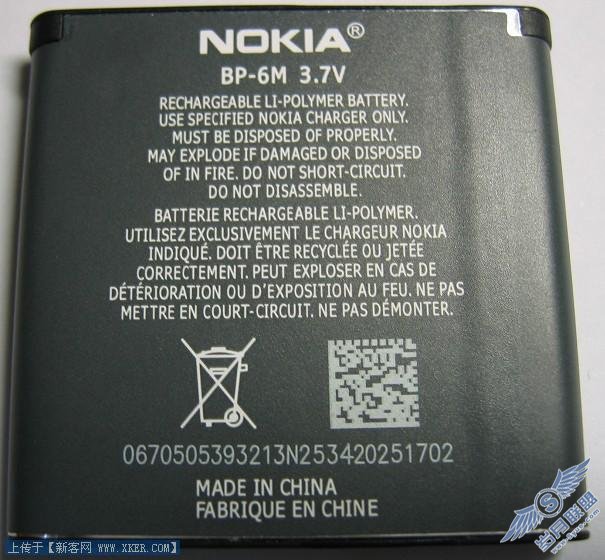 NOKIA®
BP-6M 3.7V
RECHARGEABLE LI-POLYMER BATTERY.
USE SPECIFIED NOKIA CHARGER ONLY.
MUST BE DISPOSED OF PROPERLY.
MAY EXPLODE IF DAMAGED OR DISPOSED
OF IN FIRE. DO NOT SHORT-CIRCUIT.
DO NOT DISASSEMBLE.
BATTERIE RECHARGEABLE LI-POLYMER.
UTILISEZ EXCLUSIVEMENT LE CHARGEUR NOKIA
INDIQUÉ. DOIT ÊTRE RECYCLÉE OU JETÉE
CORRECTEMENT. PEUT EXPLOSER EN CAS DE
DÉTÉRIORATION OU D'EXPOSITION AU FEU. NE PAS
METTRE EN COURT-CIRCUIT. NE PAS DÉMONTER.
0670505393213N253420251702
MADE IN CHINA
FABRIQUE EN CHINE
上传于【新客网 www.XKER.COM】
S
岁月联盟